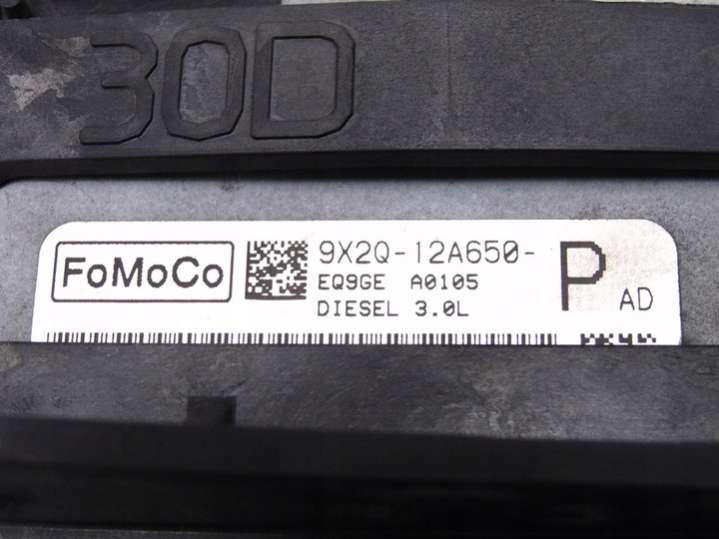 30D
FoMoCo
9X2Q-12A650-
EQ9GE A0105
DIESEL 3.0L
P
AD